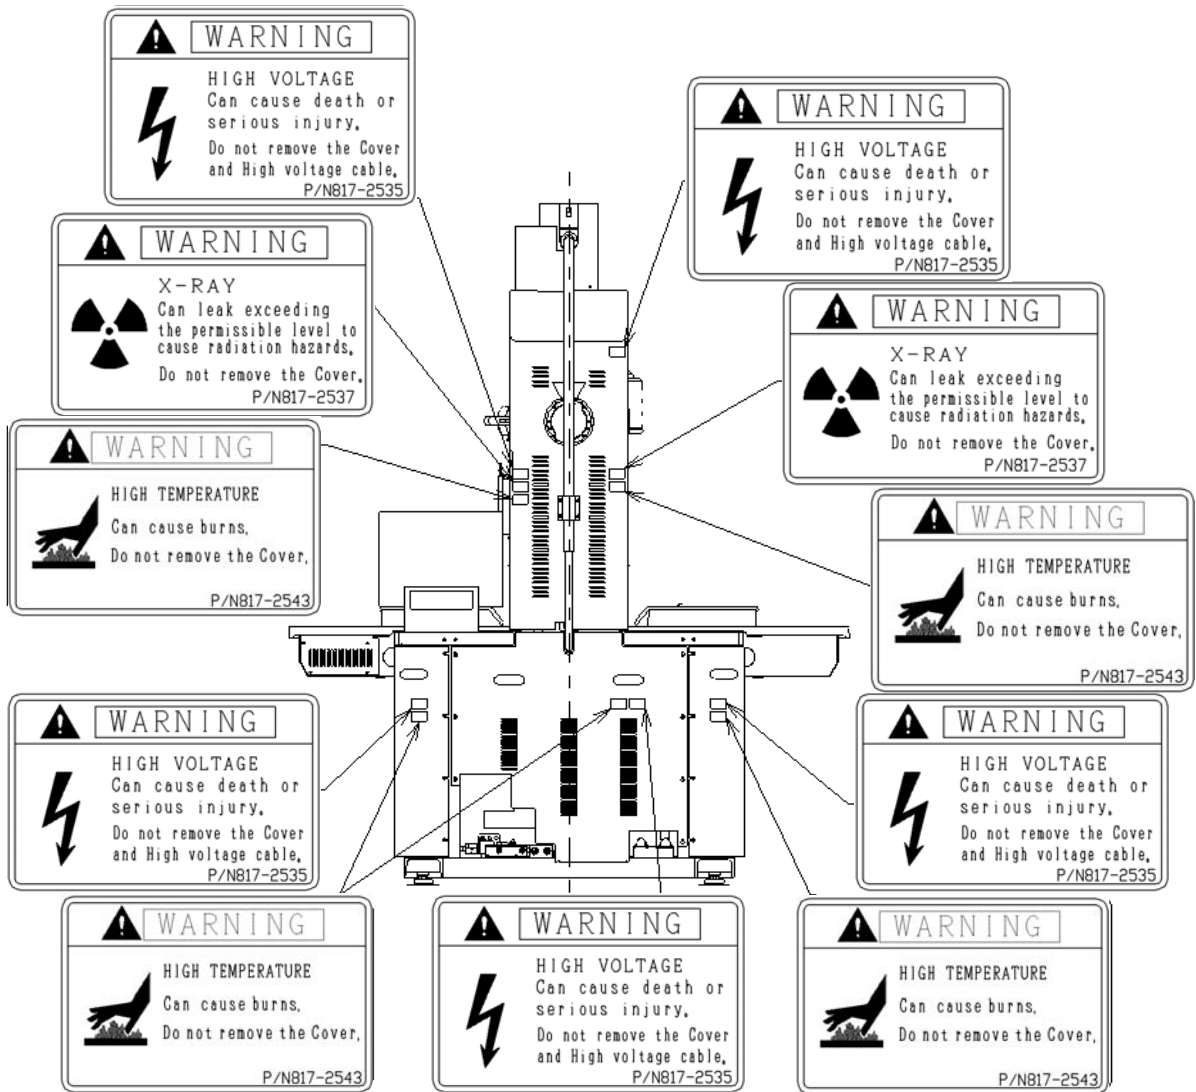 WARNING
HIGH VOLTAGE
Can cause death or
serious injury.
Do not remove the Cover
and High voltage cable.
P/N817-2535
WARNING
HIGH VOLTAGE
Can cause death or
serious injury.
Do not remove the Cover
and High voltage cable.
P/N817-2535
WARNING
X-RAY
Can leak exceeding
the permissible level to
cause radiation hazards.
Do not remove the Cover.
P/N817-2537
WARNING
X-RAY
Can leak exceeding
the permissible level to
cause radiation hazards.
Do not remove the Cover.
P/N817-2537
WARNING
HIGH TEMPERATURE
Can cause burns.
Do not remove the Cover.
P/N817-2543
WARNING
HIGH TEMPERATURE
Can cause burns.
Do not remove the Cover.
P/N817-2543
WARNING
HIGH VOLTAGE
Can cause death or
serious injury.
Do not remove the Cover
and High voltage cable.
P/N817-2535
WARNING
HIGH VOLTAGE
Can cause death or
serious injury.
Do not remove the Cover
and High voltage cable.
P/N817-2535
WARNING
HIGH TEMPERATURE
Can cause burns.
Do not remove the Cover.
P/N817-2543
WARNING
HIGH VOLTAGE
Can cause death or
serious injury.
Do not remove the Cover
and High voltage cable.
P/N817-2535
WARNING
HIGH TEMPERATURE
Can cause burns.
Do not remove the Cover.
P/N817-2543